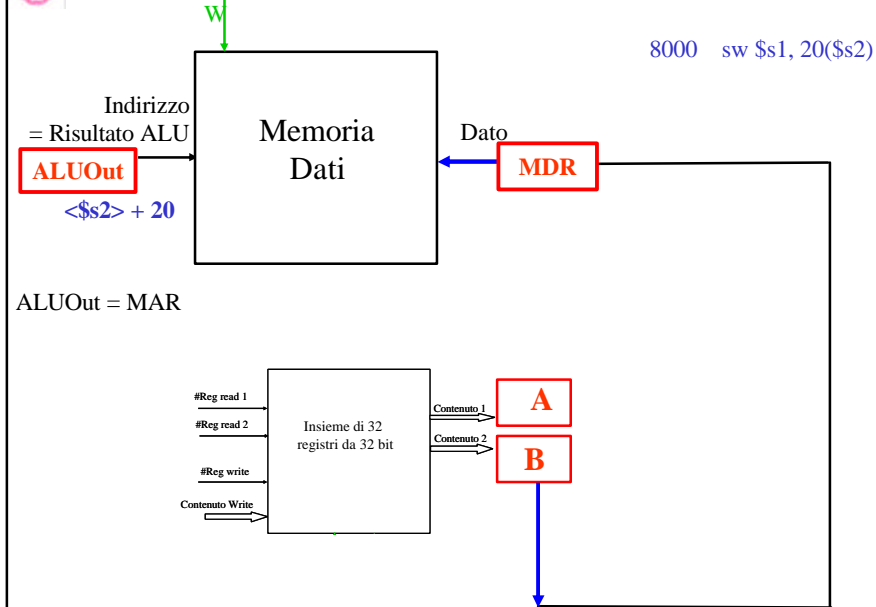 W
8000 sw $s1, 20($s2)
Indirizzo
= Risultato ALU
ALUOut
<$s2> + 20
Memoria
Dati
Dato
MDR
ALUOut = MAR
#Reg read 1
#Reg read 2
#Reg write
Contenuto Write
Insieme di 32
registri da 32 bit
Contenuto 1
Contenuto 2
A
B